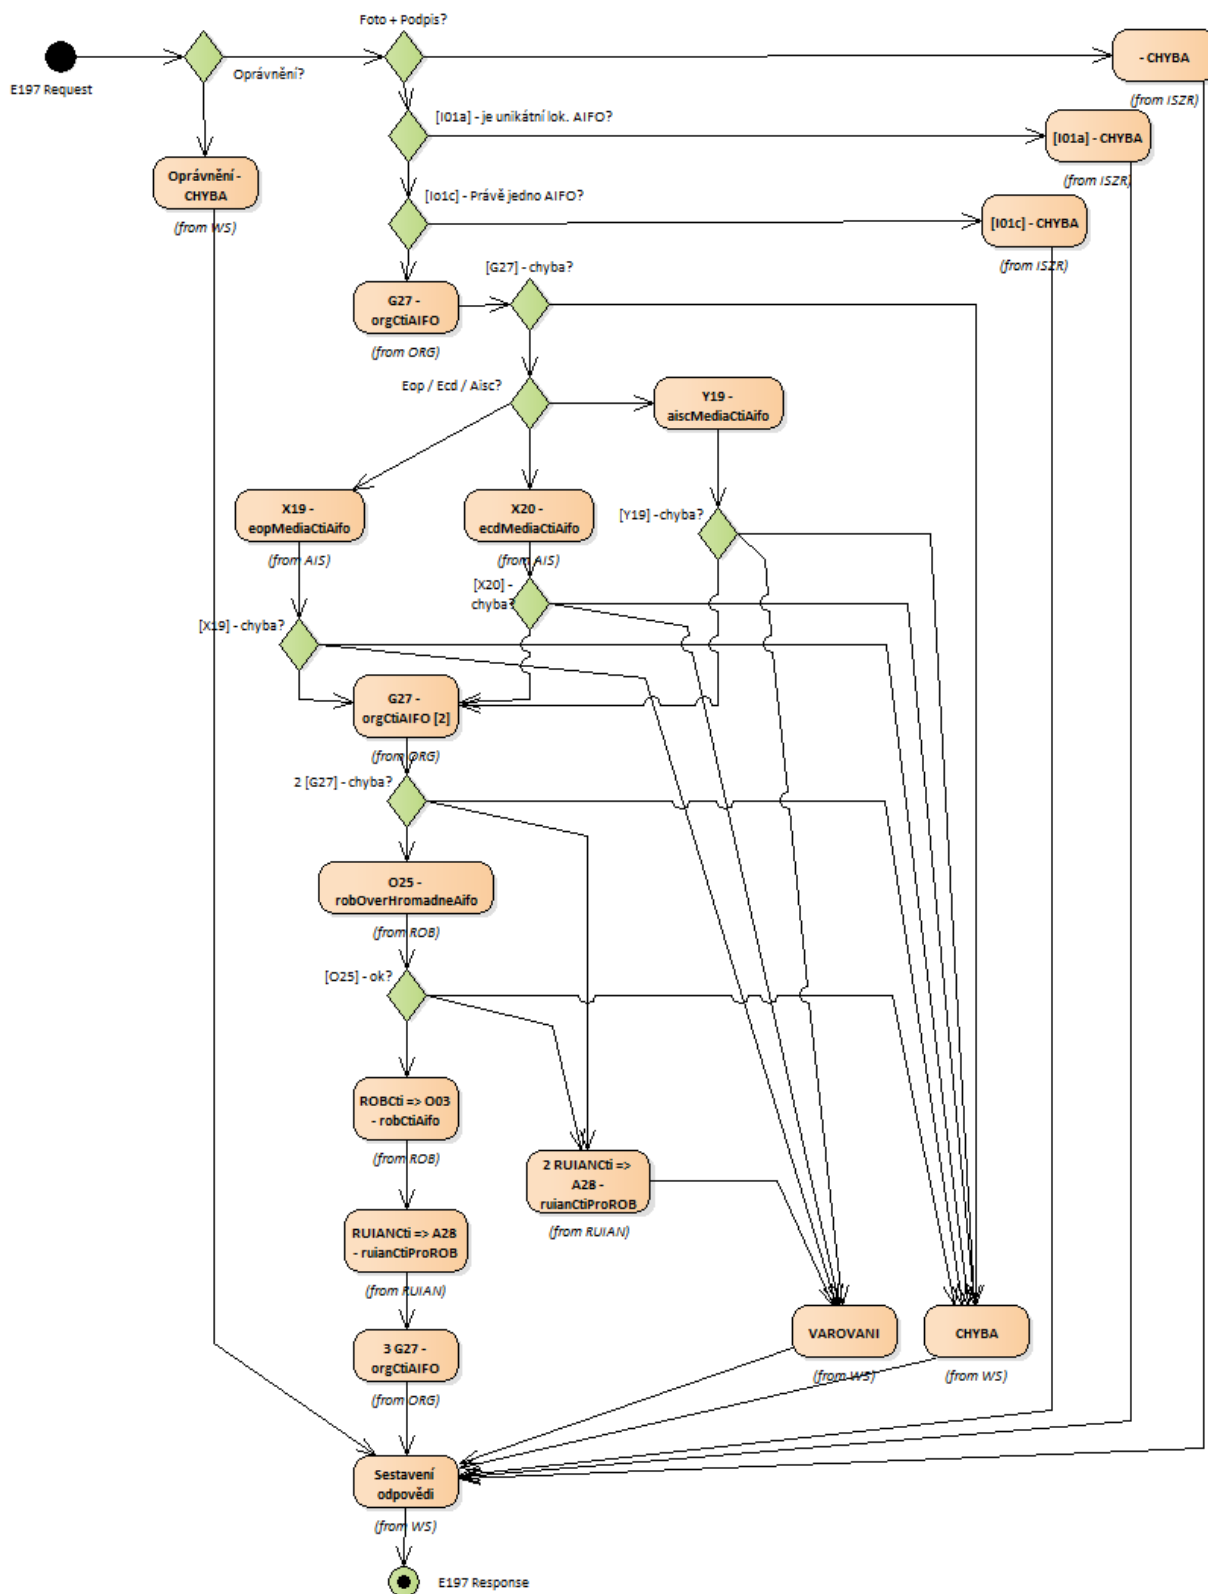 Foto + Podpis?
E197 Request
Oprávnění?
- CHYBA
(from ISZR)
[I01a] - je unikátní lok. AIFO?
[I01a] - CHYBA
(from ISZR)
Oprávnění -
CHYBA
(from WS)
[Io1c] - Právě jedno AIFO?
[I01C] - CHYBA
(from ISZR)
[G27] - chyba?
G27 -
orgCtiAIFO
(from ORG)
Eop / Ecd / Aisc?
Y19 -
aiscMediaCtiAifo
X19 -
eopMediaCtiAifo
(from AIS)
X20 -
ecdMediaCtiAifo
(from AIS)
[Y19] -chyba?
[X20] -
chyba?
[X19] - chyba?
G27 -
orgCtiAIFO [2]
(from ORG)
2 [G27] - chyba?
O25 -
robOverHromadneAifo
(from ROB)
[O25] - ok?
ROBCti => O03
- robCtiAifo
(from ROB)
2 RUIANCti =>
A28 -
ruianCtiProROB
(from RUIAN)
RUIANCti => A28
- ruianCtiProROB
(from RUIAN)
VAROVANI
(from WS)
CHYBA
(from WS)
3 G27 -
orgCtiAIFO
(from ORG)
Sestavení
odpovědi
(from WS)
E197 Response